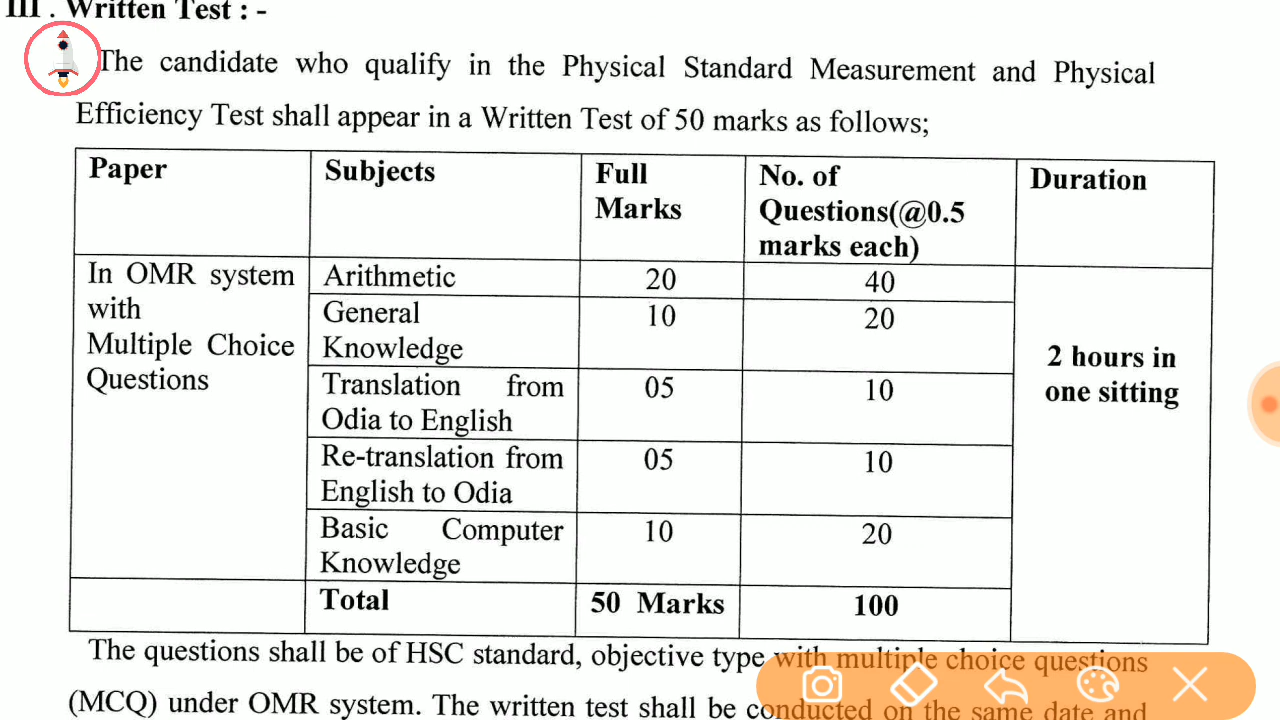 III . Written Test : -
The candidate who qualify in the Physical Standard Measurement and Physical
Efficiency Test shall appear in a Written Test of 50 marks as follows;
Paper Subjects Full Marks No. of Questions(@0.5 marks each) Duration
In OMR system with Multiple Choice Questions
Arithmetic 20 40
General Knowledge 10 20
Translation from Odia to English 05 10
Re-translation from English to Odia 05 10
Basic Computer Knowledge 10 20
2 hours in one sitting
Total 50 Marks 100
The questions shall be of HSC standard, objective type with multiple choice questions
(MCQ) under OMR system. The written test shall be conducted on the same date and